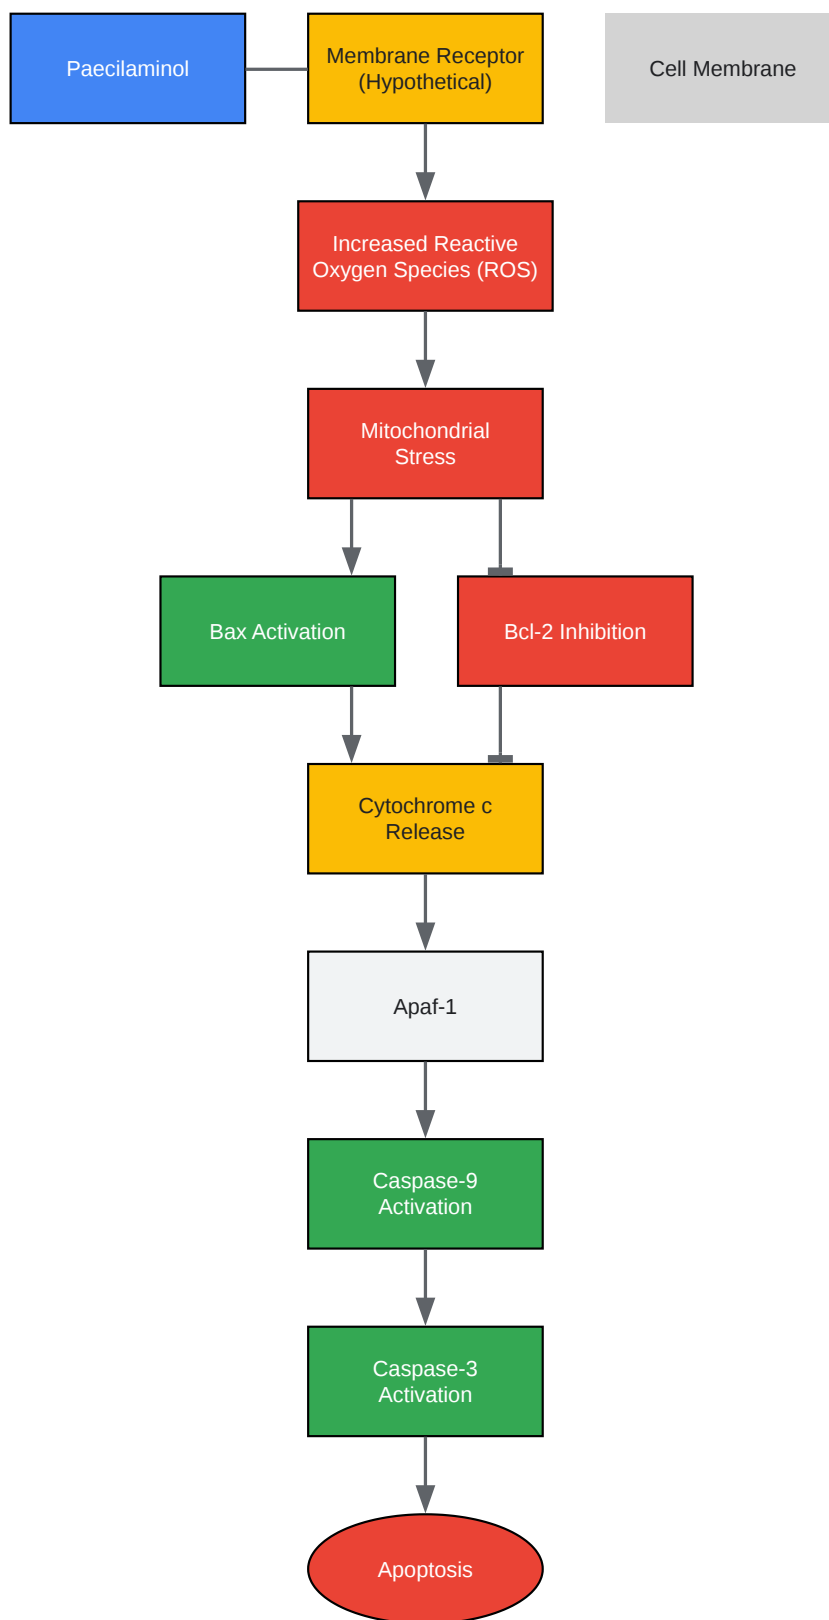 Paecilaminol
Membrane Receptor
(Hypothetical)
Cell Membrane
Increased Reactive
Oxygen Species (ROS)
Mitochondrial
Stress
Bax Activation
Bcl-2 Inhibition
Cytochrome c
Release
Apaf-1
Caspase-9
Activation
Caspase-3
Activation
Apoptosis